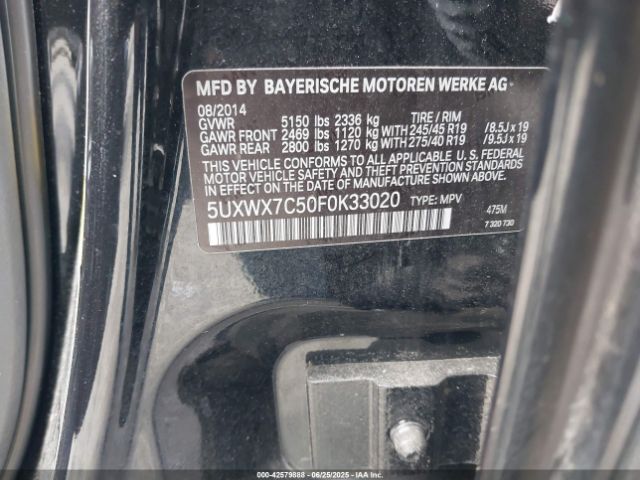 MFD BY BAYERISCHE MOTOREN WERKE AG
08/2014
GVWR 5150 lbs 2336 kg TIRE / RIM
GAWR FRONT 2469 lbs 1120 kg WITH 245/45 R19 /8.5J x 19
GAWR REAR 2800 lbs 1270 kg WITH 275/40 R19 /9.5J x 19
THIS VEHICLE CONFORMS TO ALL APPLICABLE U.S. FEDERAL
MOTOR VEHICLE SAFETY AND THEFT PREVENTION STANDARDS
IN EFFECT ON THE DATE OF MANUFACTURE SHOWN ABOVE.
5UXWX7C50F0K33020 TYPE: MPV 475M
7 320 730
000-42579888 06/25/2025 Copyright IAA, LLC